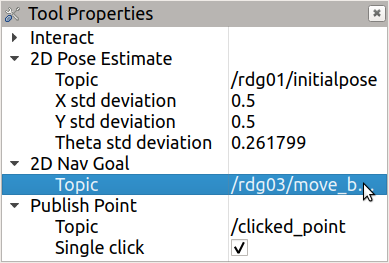 Tool Properties
Interact
2D Pose Estimate
Topic /rdg01/initialpose
X std deviation 0.5
Y std deviation 0.5
Theta std deviation 0.261799
2D Nav Goal
Topic /rdg03/move_b...
Publish Point
Topic /clicked_point
Single click